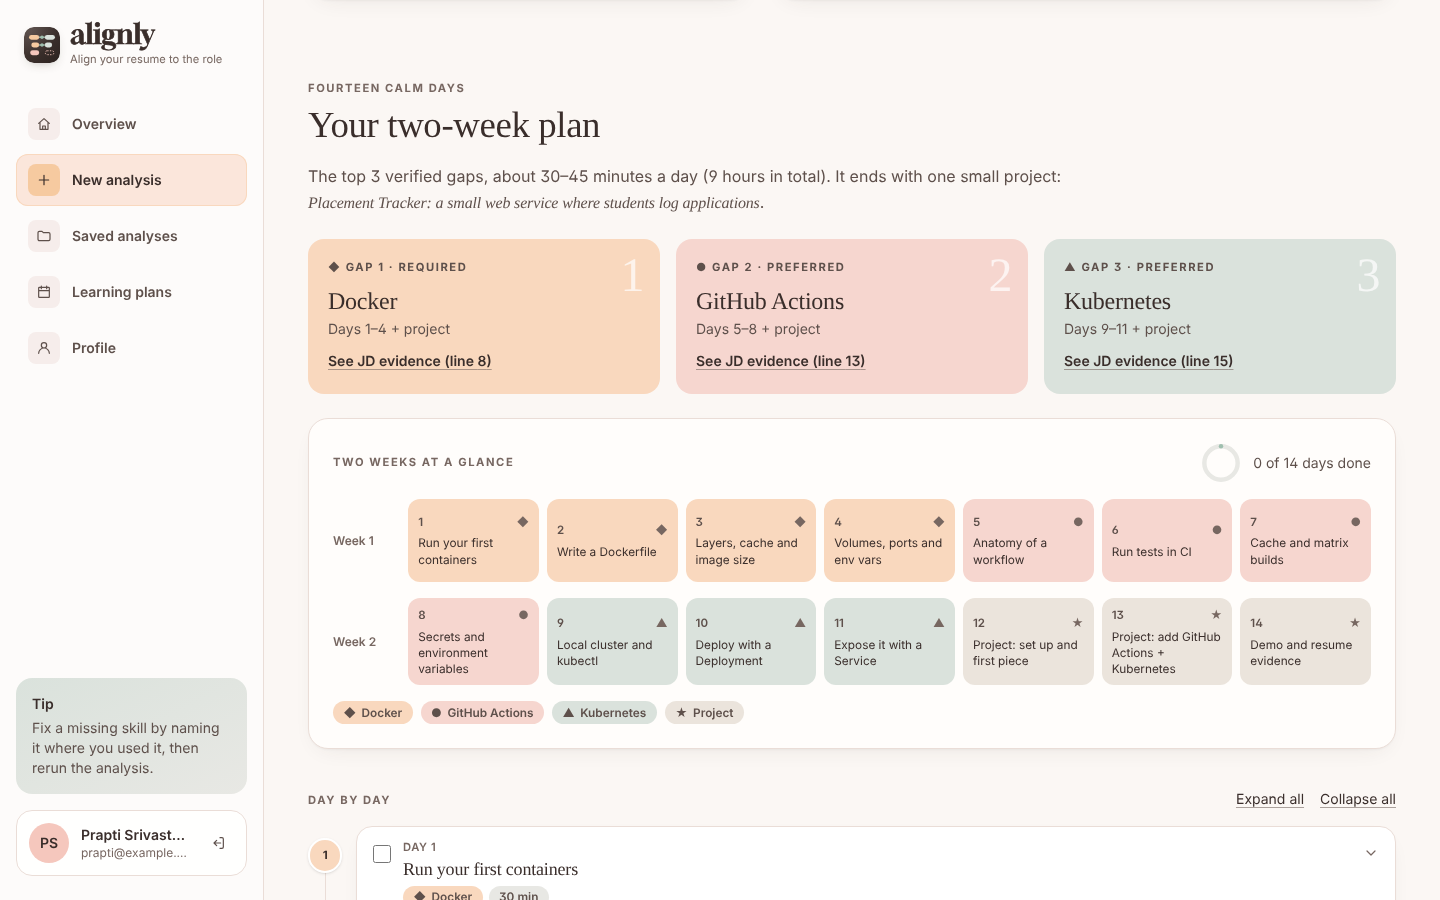 alignly
Align your resume to the role
Overview
New analysis
Saved analyses
Learning plans
Profile
Tip
Fix a missing skill by naming
it where you used it, then
rerun the analysis.
PS
Prapti Srivast...
prapti@example....
FOURTEEN CALM DAYS
Your two-week plan
The top 3 verified gaps, about 30–45 minutes a day (9 hours in total). It ends with one small project:
Placement Tracker: a small web service where students log applications.
◆ GAP 1 · REQUIRED
1
Docker
Days 1–4 + project
See JD evidence (line 8)
● GAP 2 · PREFERRED
2
GitHub Actions
Days 5–8 + project
See JD evidence (line 13)
▲ GAP 3 · PREFERRED
3
Kubernetes
Days 9–11 + project
See JD evidence (line 15)
TWO WEEKS AT A GLANCE
0 of 14 days done
Week 1
1
Run your first
containers
2
Write a Dockerfile
3
Layers, cache and
image size
4
Volumes, ports and
env vars
5
Anatomy of a
workflow
6
Run tests in CI
7
Cache and matrix
builds
Week 2
8
Secrets and
environment
variables
9
Local cluster and
kubectl
10
Deploy with a
Deployment
11
Expose it with a
Service
12
Project: set up and
first piece
13
Project: add GitHub
Actions +
Kubernetes
14
Demo and resume
evidence
◆ Docker
● GitHub Actions
▲ Kubernetes
★ Project
DAY BY DAY
Expand all
Collapse all
1
DAY 1
Run your first containers
◆ Docker
30 min